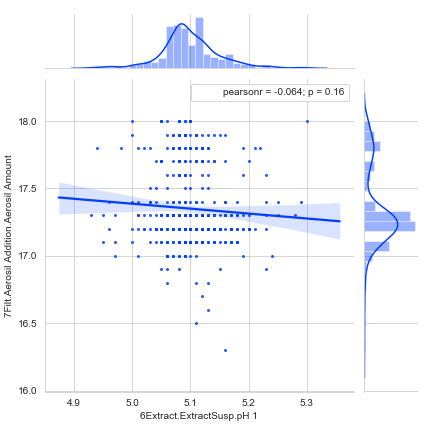 pearsonr = -0.064; p = 0.16
18.0
17.5
17.0
16.5
16.0
7Filt.Aerosil Addition.Aerosil Amount
4.9 5.0 5.1 5.2 5.3
6Extract.ExtractSusp.pH 1